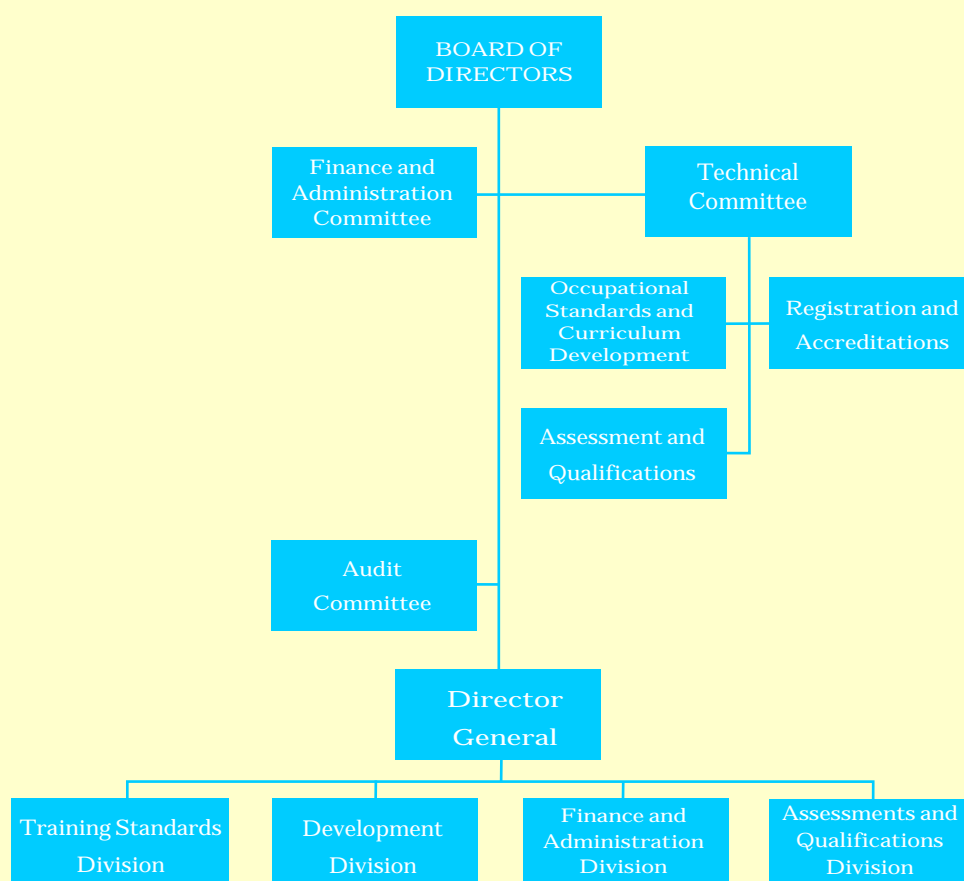 BOARD OF
DIRECTORS
Finance and
Administration
Committee
Technical
Committee
Occupational
Standards and
Curriculum
Development
Registration and
Accreditations
Assessment and
Qualifications
Audit
Committee
Director
General
Training Standards
Division
Development
Division
Finance and
Administration
Division
Assessments and
Qualifications
Division